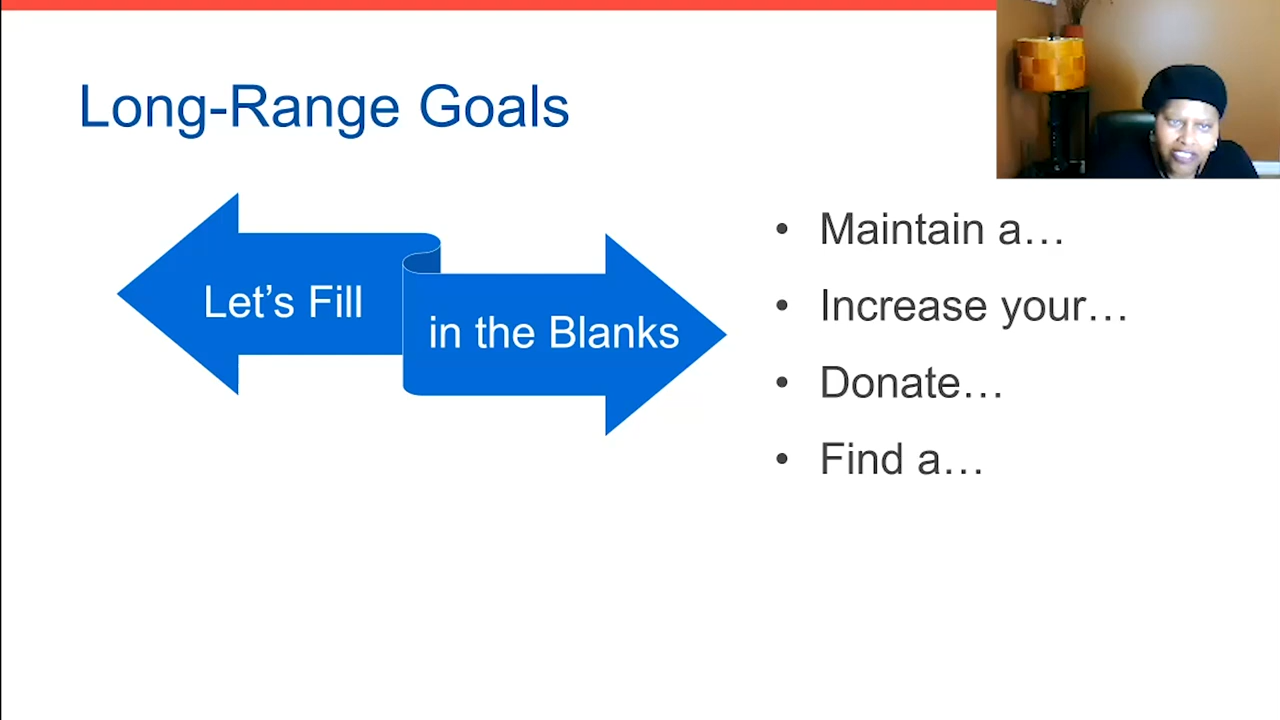 Long-Range Goals
Let’s Fill
in the Blanks
• Maintain a…
• Increase your…
• Donate…
• Find a…